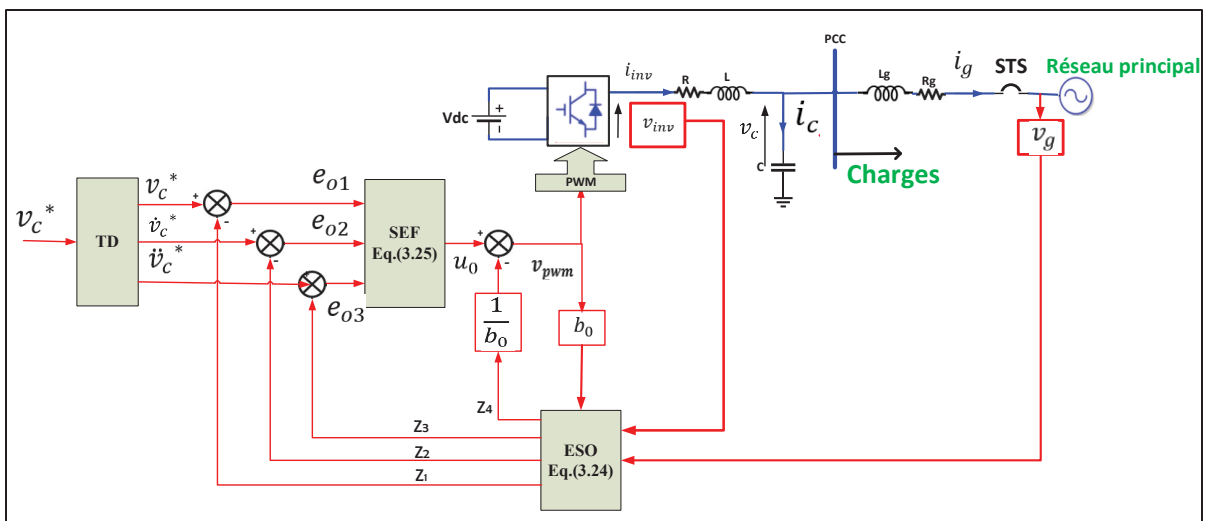 PCC
i_g
STS
Réseau principal
i_inv
R
L
Lg
Rg
Vdc
+
-
v_inv
v_c
i_c
v_g
C
Charges
PWM
v_c*
TD
v_c*
v̇_c*
v̈_c*
+
-
+
-
+
e_o1
e_o2
e_o3
SEF
Eq.(3.25)
u_0
+
-
v_pwm
1/b_0
b_0
Z4
Z3
Z2
Z1
ESO
Eq.(3.24)